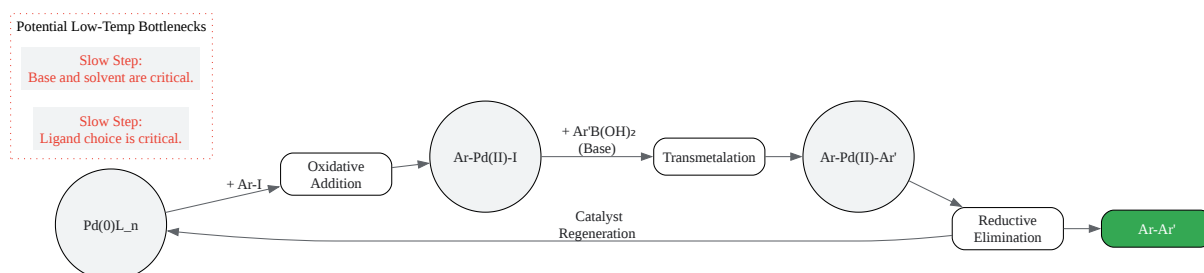 Potential Low-Temp Bottlenecks
Slow Step:
Base and solvent are critical.
Slow Step:
Ligand choice is critical.
Pd(0)L_n
+ Ar-I
Oxidative
Addition
Ar-Pd(II)-I
+ Ar'B(OH)₂
(Base)
Transmetalation
Ar-Pd(II)-Ar'
Reductive
Elimination
Ar-Ar'
Catalyst
Regeneration